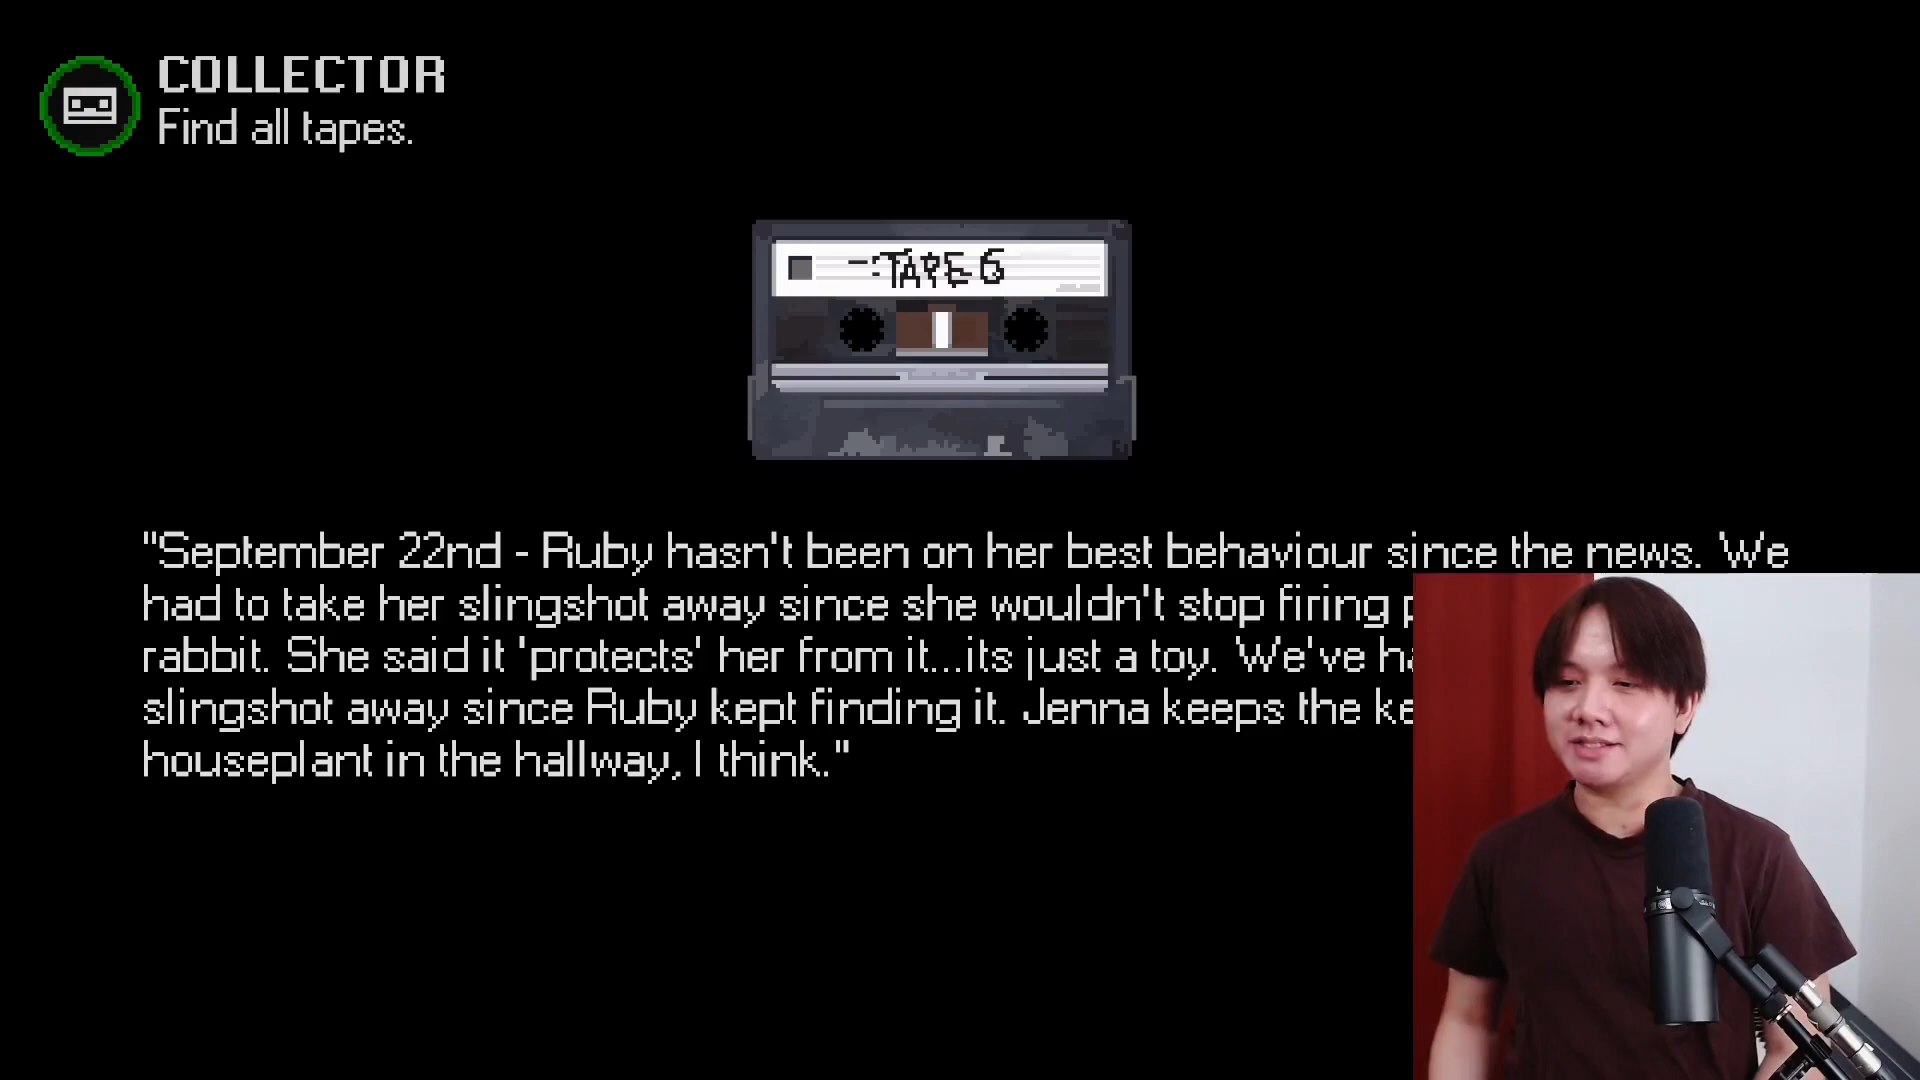 COLLECTOR
Find all tapes.
-:TAPE 6
"September 22nd - Ruby hasn't been on her best behaviour since the news. We
had to take her slingshot away since she wouldn't stop firing
rabbit. She said it 'protects' her from it...its just a toy. We've
slingshot away since Ruby kept finding it. Jenna keeps the
houseplant in the hallway, I think."